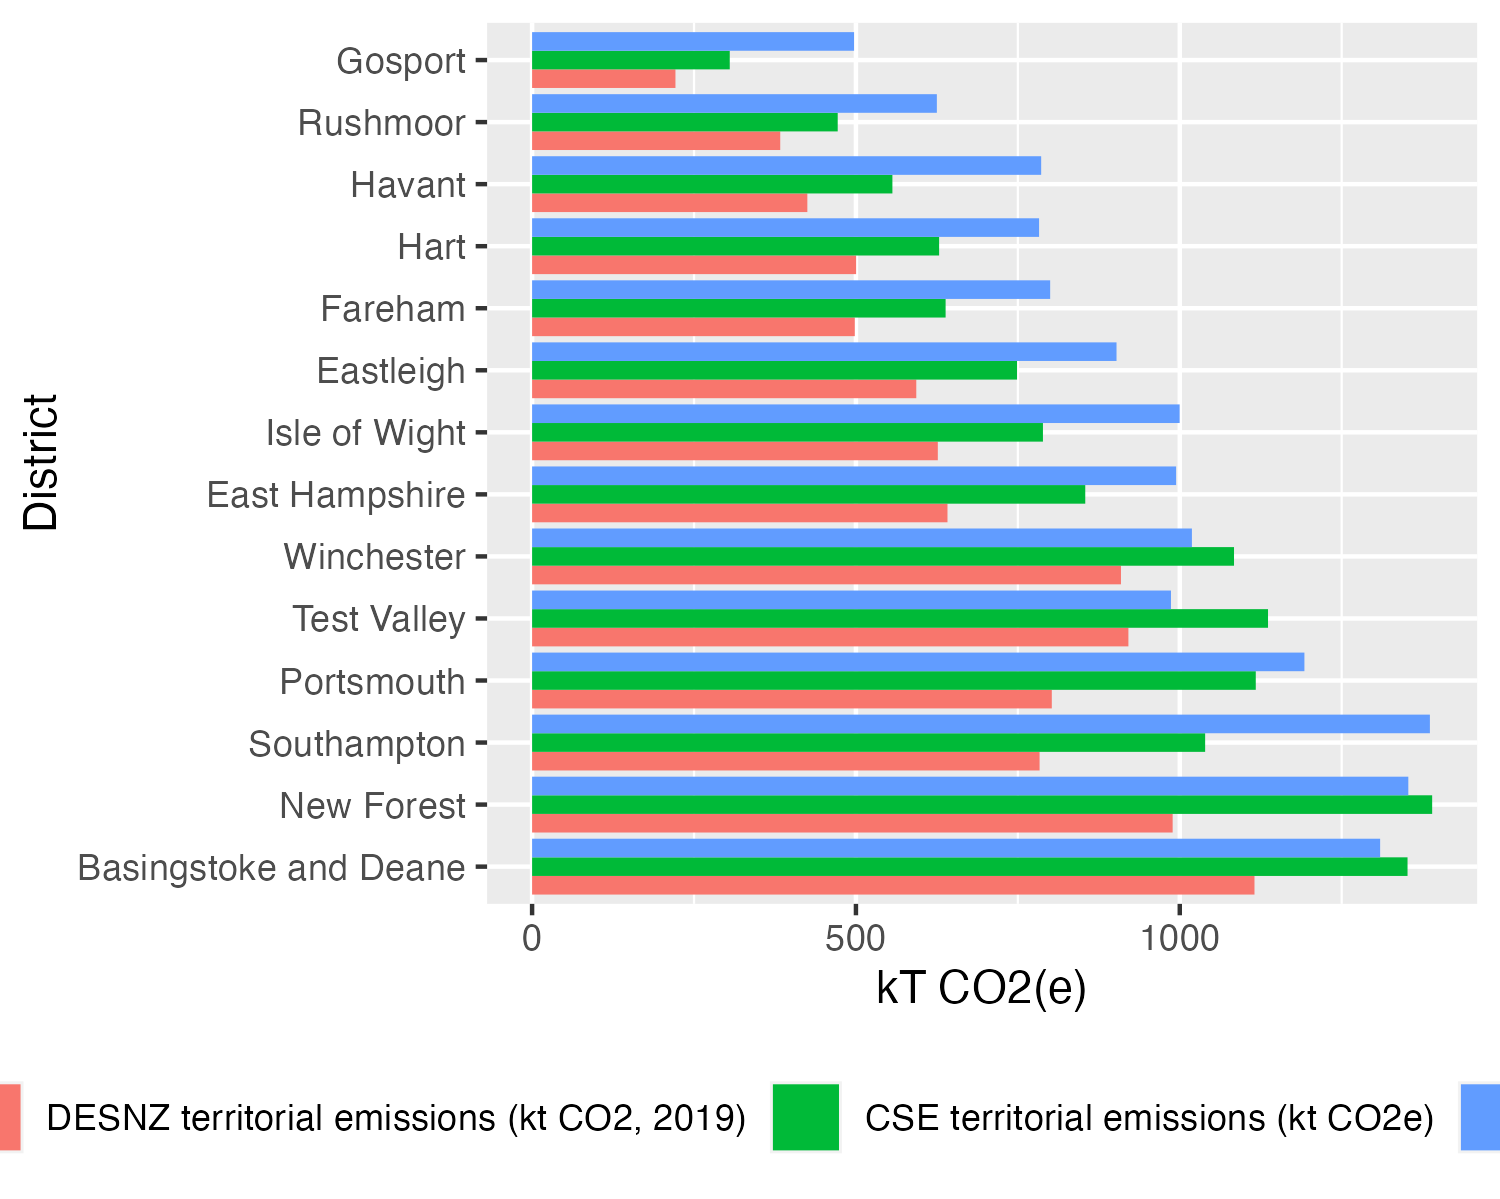 Gosport
Rushmoor
Havant
Hart
Fareham
Eastleigh
Isle of Wight
East Hampshire
Winchester
Test Valley
Portsmouth
Southampton
New Forest
Basingstoke and Deane
District
0 500 1000
kT CO2(e)
DESNZ territorial emissions (kt CO2, 2019) CSE territorial emissions (kt CO2e)